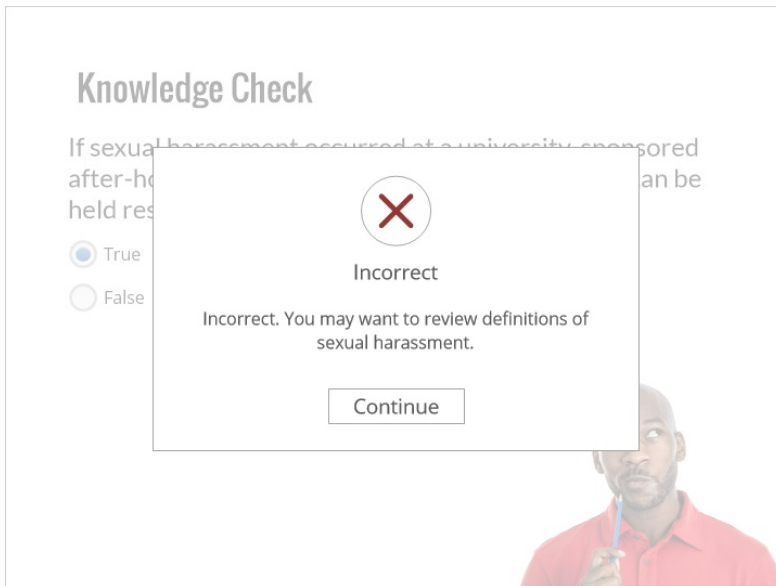 Knowledge Check
If sexual harassment occurred at a university-sponsored
after-an be
held res
True
False
Incorrect
Incorrect. You may want to review definitions of
sexual harassment.
Continue